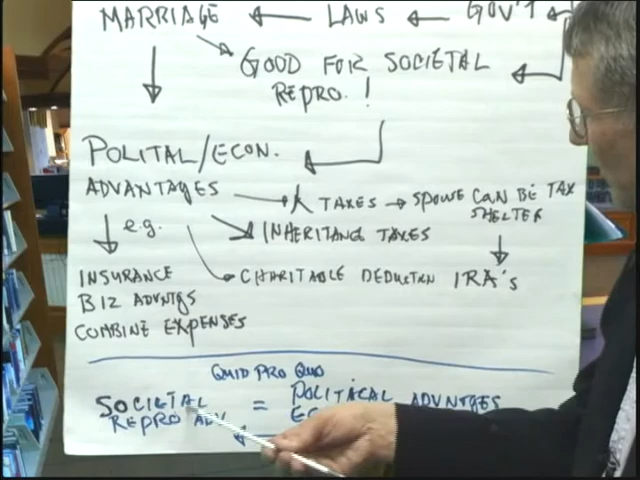 MARRIAGE ← LAWS ← GOV'T
GOOD FOR SOCIETAL
REPRO. !
POLITAL/ECON.
ADVANTAGES → TAXES → SPOUSE CAN BE TAX
SHELTER
e.g. INHERITANG TAXES
CHARITABLE DEDUCTN IRA's
INSURANCE
BIZ ADVNTGS
COMBINE EXPENSES
QUID PRO QUO
SOCIETAL = POLITICAL ADVNTGES
REPRO ADV